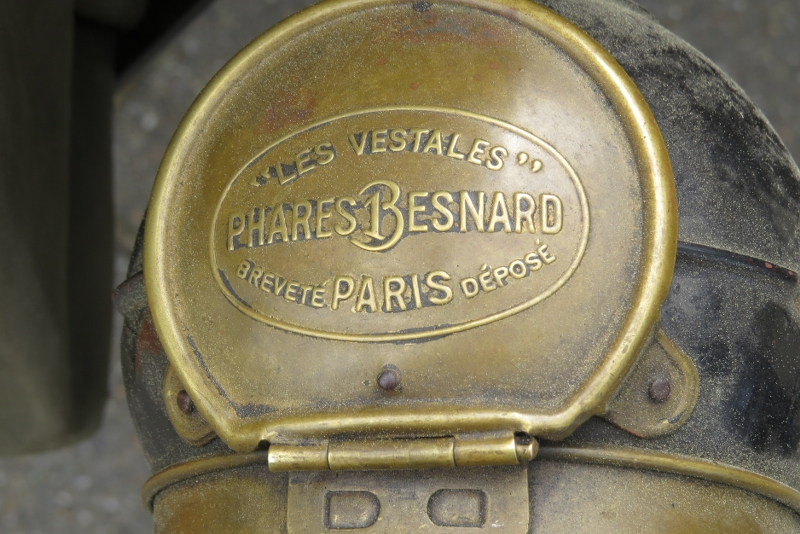 “LES VESTALES”
PHARES BESNARD
BREVETÉ PARIS DÉPOSÉ
D D